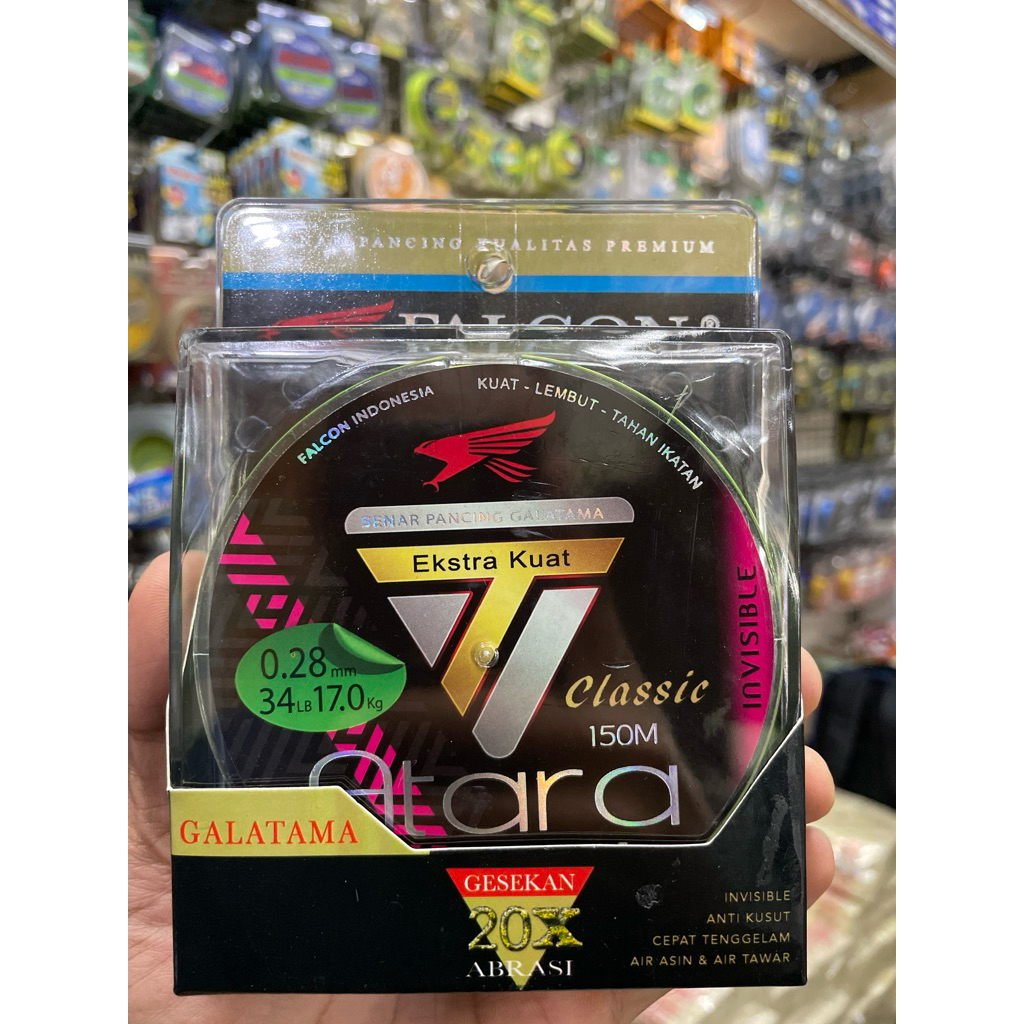 PANCING KUALITAS PREMIUM
FALCON®
FALCON INDONESIA
KUAT - LEMBUT - TAHAN IKATAN
SENAR PANCING GALATAMA
Ekstra Kuat
INVISIBLE
0.28mm
34LB 17.0Kg
Classic
150M
Atara
GALATAMA
GESEKAN
20X
ABRASI
INVISIBLE
ANTI KUSUT
CEPAT TENGGELAM
AIR ASIN & AIR TAWAR